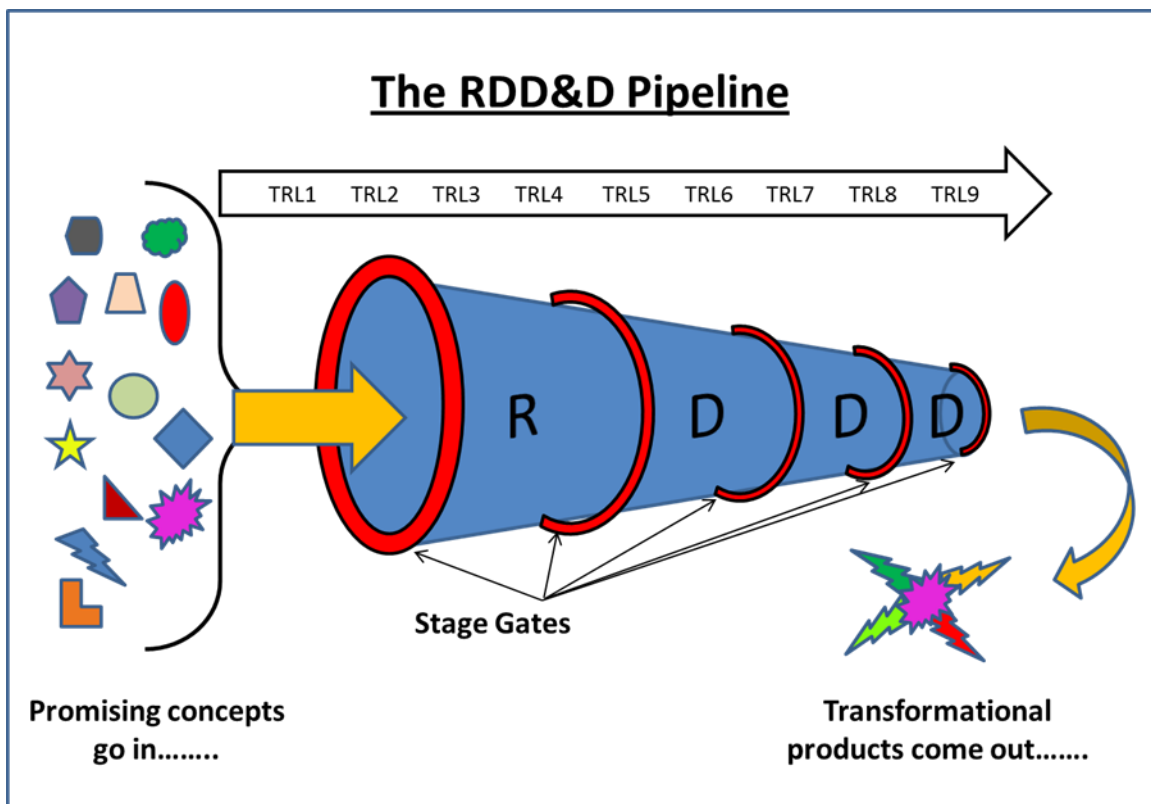 The RDD&D Pipeline
TRL1 TRL2 TRL3 TRL4 TRL5 TRL6 TRL7 TRL8 TRL9
R D D D
Stage Gates
Promising concepts
go in........
Transformational
products come out.......